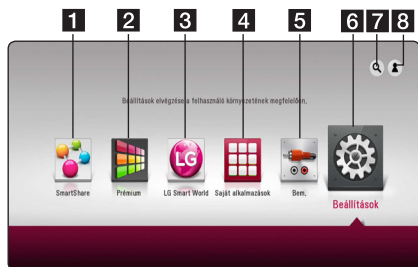 1 2 3 4 5 6 7 8
Beállítások elvégzése a felhasználó környezetének megfelelően.
LG
SmartShare Prémium LG Smart World Saját alkalmazások Bem.
Beállítások